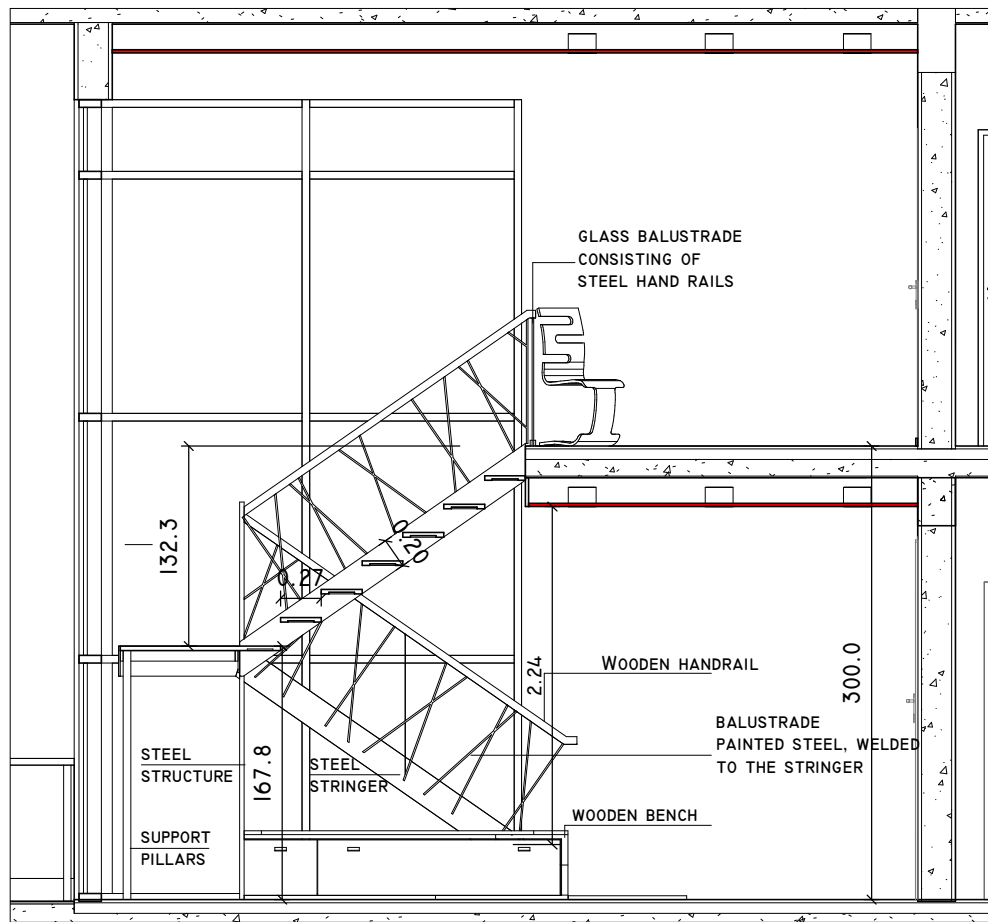 GLASS BALUSTRADE
CONSISTING OF
STEEL HAND RAILS
132.3
0.20
0.27
WOODEN HANDRAIL
2.24
300.0
BALUSTRADE
PAINTED STEEL, WELDED
TO THE STRINGER
STEEL
STRUCTURE
167.8
STEEL
STRINGER
WOODEN BENCH
SUPPORT
PILLARS